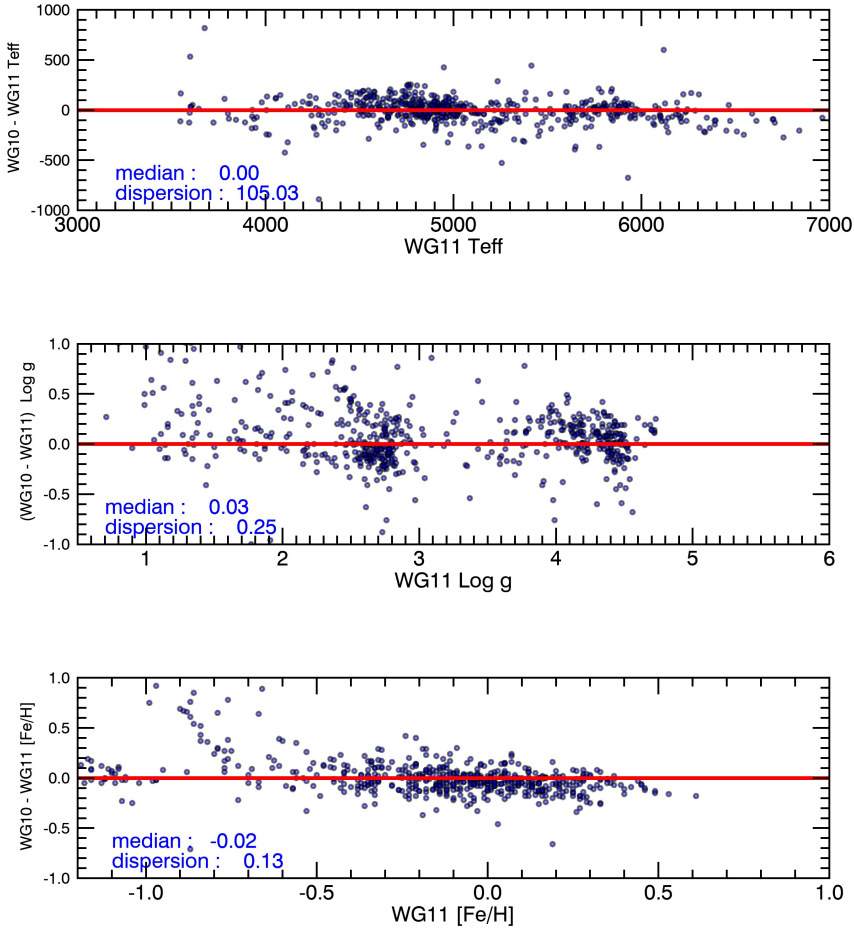 1000
500
0
-500
-1000
WG10 - WG11 Teff
median : 0.00
dispersion : 105.03
3000 4000 5000 6000 7000
WG11 Teff
1.0
0.5
0.0
-0.5
-1.0
(WG10 - WG11) Log g
median : 0.03
dispersion : 0.25
1 2 3 4 5 6
WG11 Log g
1.0
0.5
0.0
-0.5
-1.0
WG10 - WG11 [Fe/H]
median : -0.02
dispersion : 0.13
-1.0 -0.5 0.0 0.5 1.0
WG11 [Fe/H]